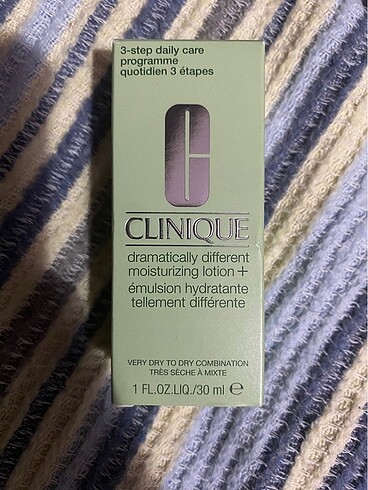 3-step daily care
programme
quotidien 3 étapes
CLINIQUE
dramatically different
moisturizing lotion +
émulsion hydratante
tellement différente
VERY DRY TO DRY COMBINATION
TRÈS SÈCHE À MIXTE
1 FL.OZ.LIQ./30 ml ℮